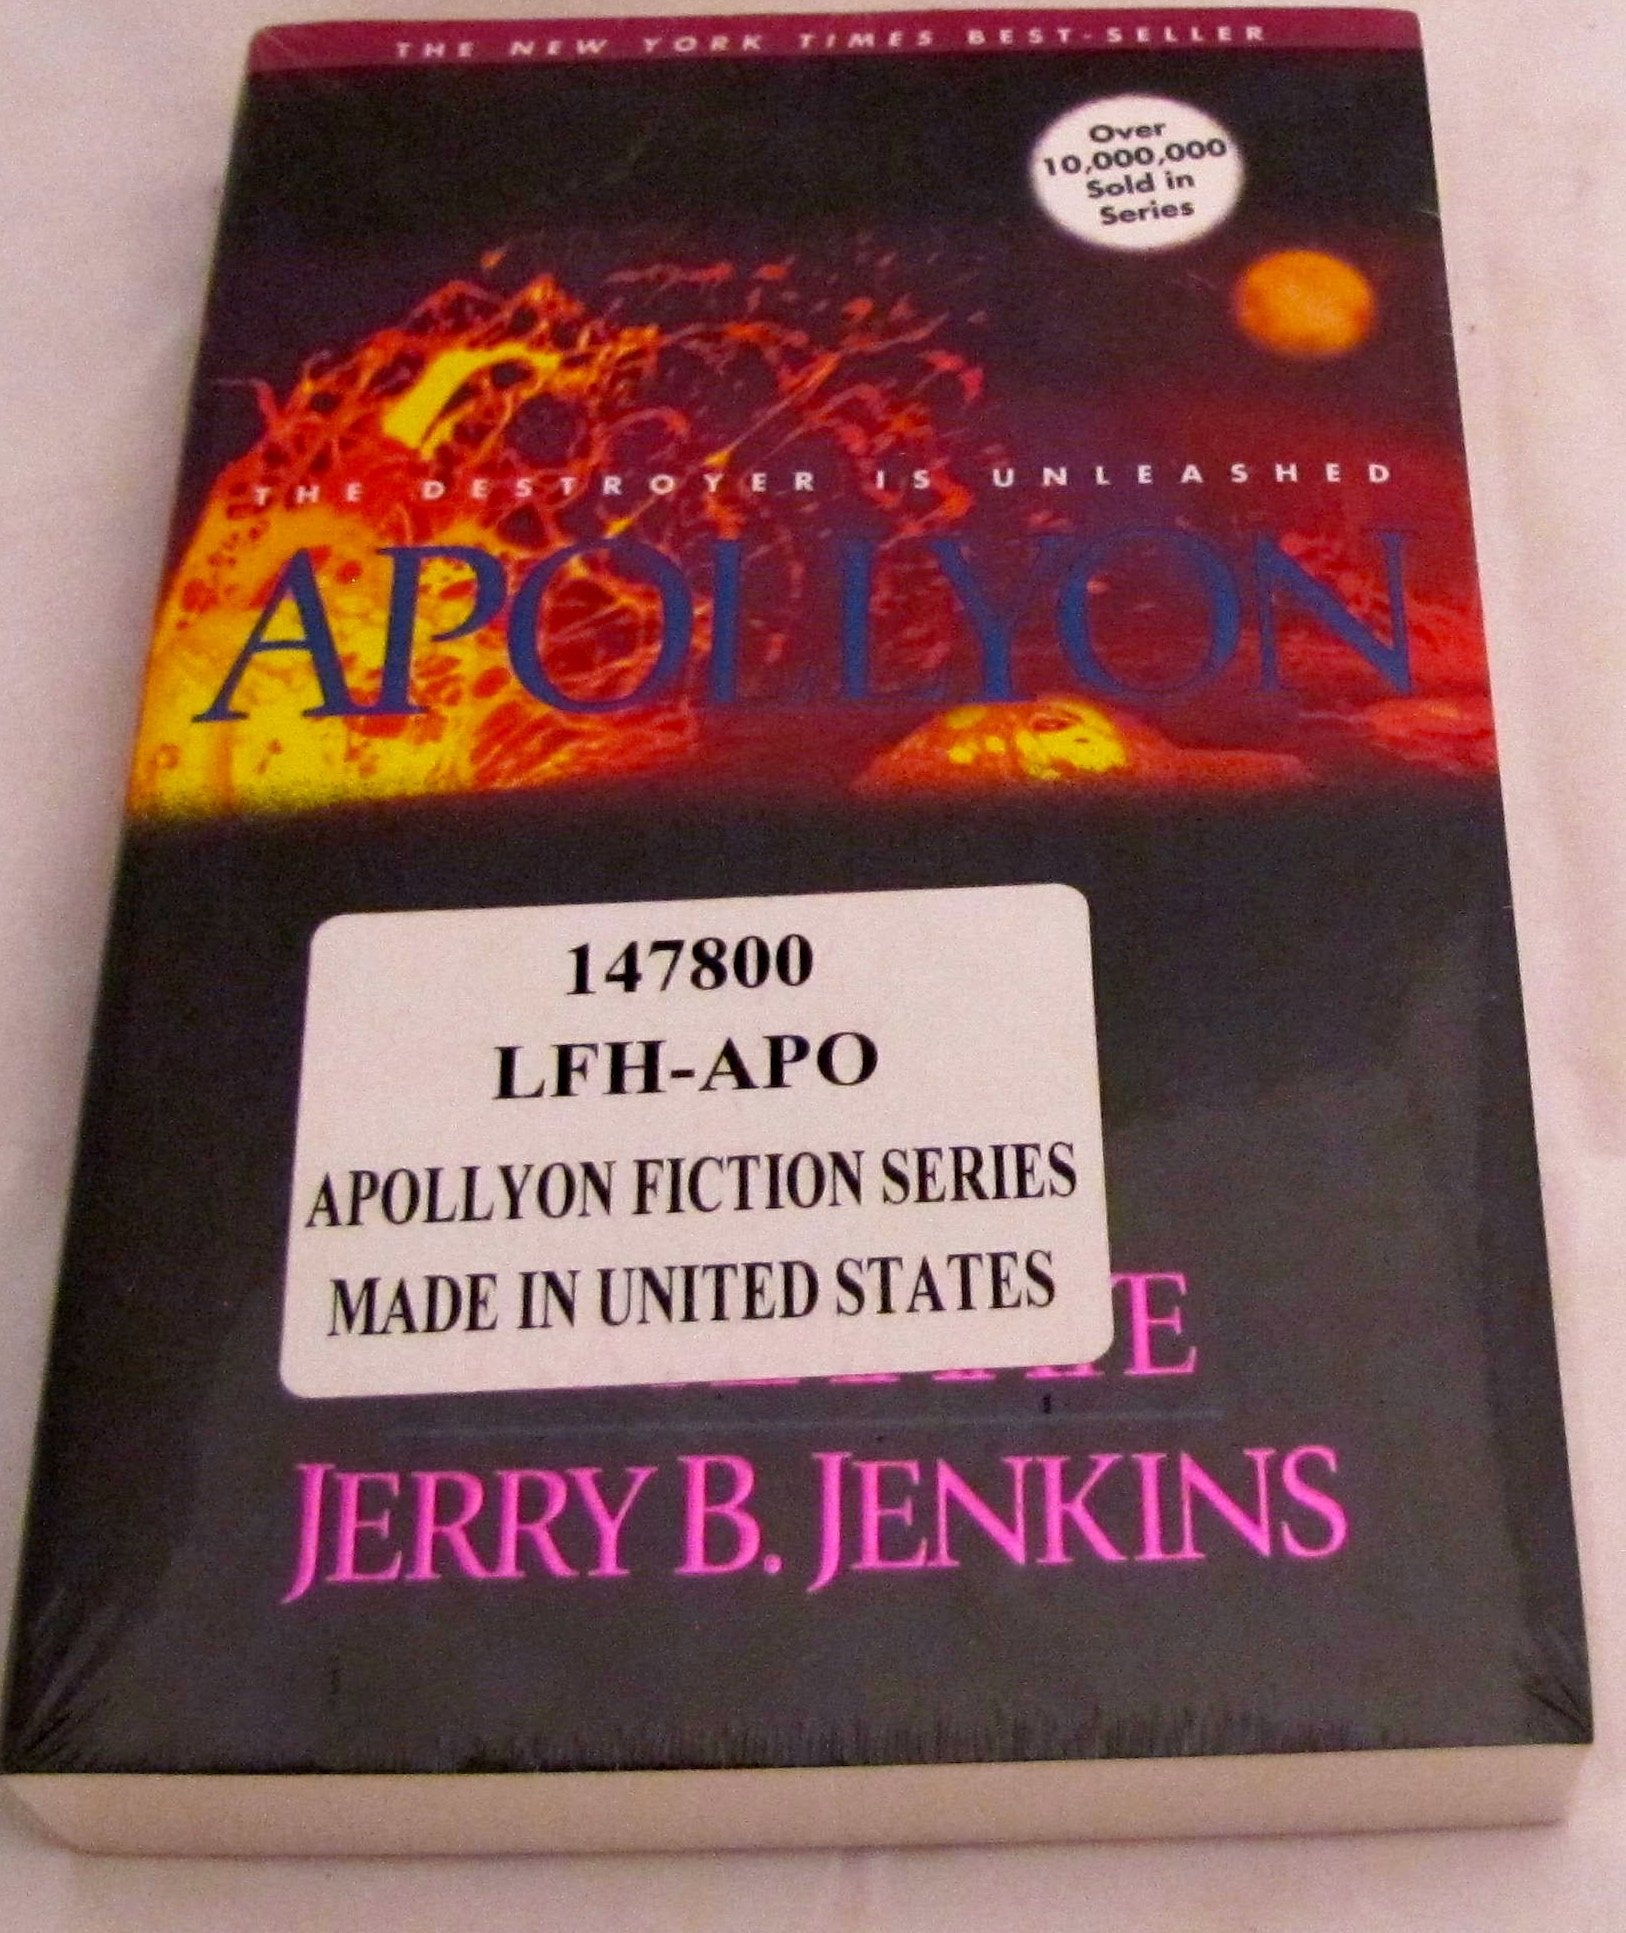 THE NEW YORK TIMES BEST-SELLER
Over
10,000,000
Sold in
Series
THE DESTROYER IS UNLEASHED
APOLLYON
147800
LFH-APO
APOLLYON FICTION SERIES
MADE IN UNITED STATES
JERRY B. JENKINS